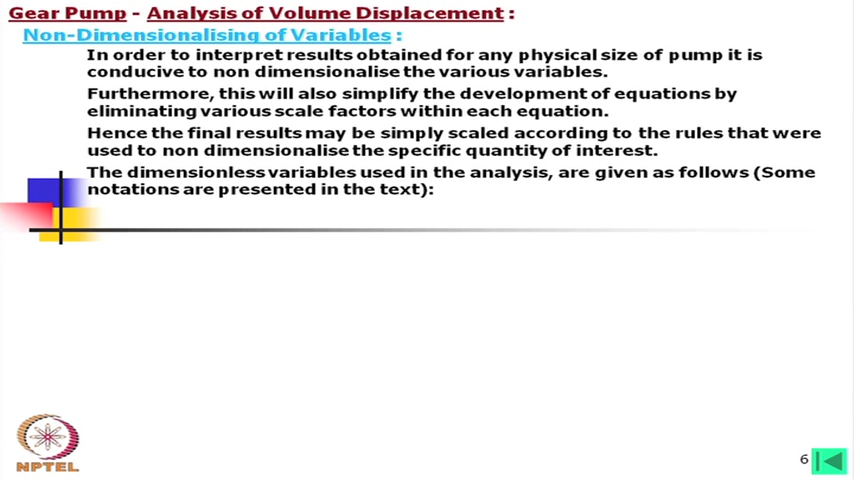 Gear Pump - Analysis of Volume Displacement :
Non-Dimensionalising of Variables :
In order to interpret results obtained for any physical size of pump it is
conducive to non dimensionalise the various variables.
Furthermore, this will also simplify the development of equations by
eliminating various scale factors within each equation.
Hence the final results may be simply scaled according to the rules that were
used to non dimensionalise the specific quantity of interest.
The dimensionless variables used in the analysis, are given as follows (Some
notations are presented in the text):
NPTEL
6